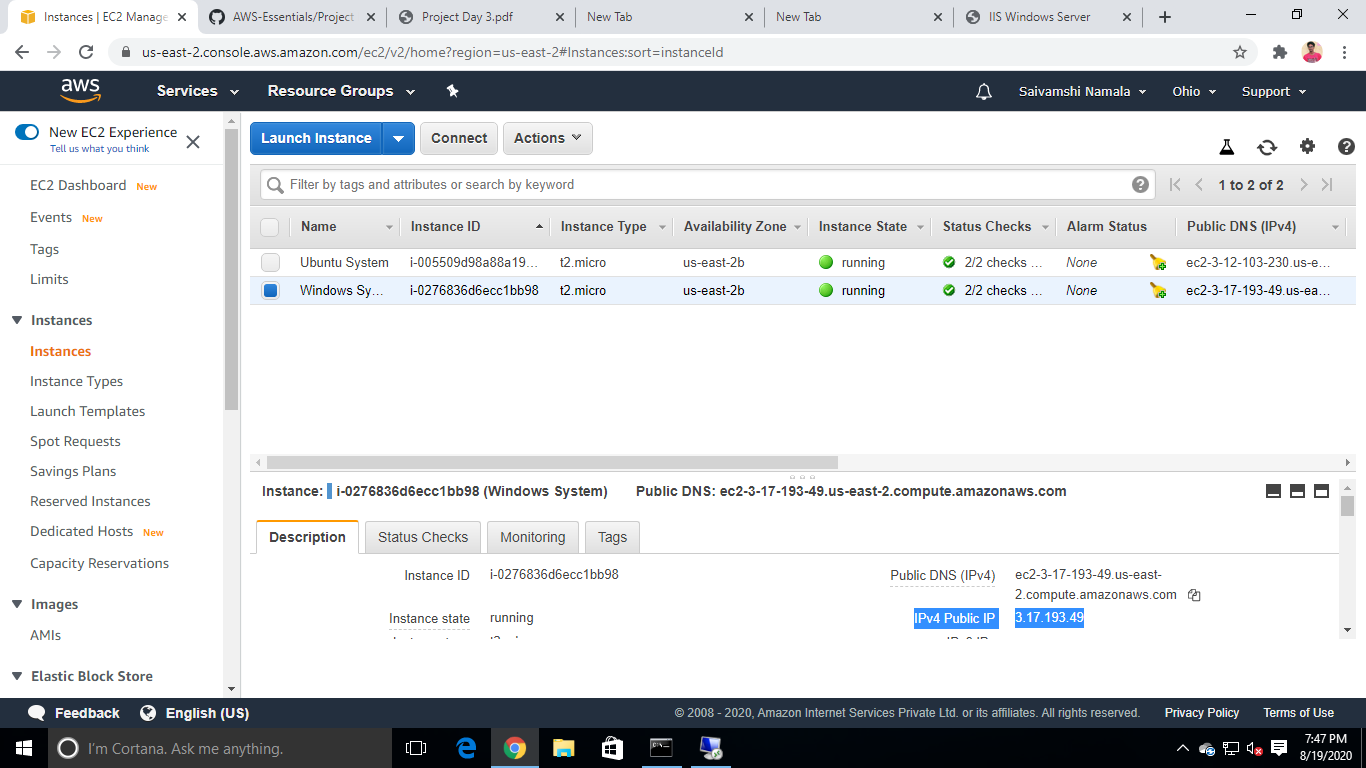 Instances | EC2 Manage
AWS-Essentials/Project
Project Day 3.pdf
New Tab
New Tab
IIS Windows Server
us-east-2.console.aws.amazon.com/ec2/v2/home?region=us-east-2#Instances:sort=instanceId
aws
Services
Resource Groups
Saivamshi Namala
Ohio
Support
New EC2 Experience
Tell us what you think
EC2 Dashboard New
Events New
Tags
Limits
Instances
Instances
Instance Types
Launch Templates
Spot Requests
Savings Plans
Reserved Instances
Dedicated Hosts New
Capacity Reservations
Images
AMIs
Elastic Block Store
Launch Instance
Connect
Actions
Filter by tags and attributes or search by keyword
1 to 2 of 2
Name Instance ID Instance Type Availability Zone Instance State Status Checks Alarm Status Public DNS (IPv4)
Ubuntu System i-005509d98a88a19... t2.micro us-east-2b running 2/2 checks ... None ec2-3-12-103-230.us-e...
Windows Sy... i-0276836d6ecc1bb98 t2.micro us-east-2b running 2/2 checks ... None ec2-3-17-193-49.us-ea...
Instance: i-0276836d6ecc1bb98 (Windows System) Public DNS: ec2-3-17-193-49.us-east-2.compute.amazonaws.com
Description
Status Checks
Monitoring
Tags
Instance ID i-0276836d6ecc1bb98
Public DNS (IPv4) ec2-3-17-193-49.us-east-
2.compute.amazonaws.com
Instance state running
IPv4 Public IP 3.17.193.49
Feedback
English (US)
© 2008 - 2020, Amazon Internet Services Private Ltd. or its affiliates. All rights reserved.
Privacy Policy
Terms of Use
I'm Cortana. Ask me anything.
7:47 PM
8/19/2020